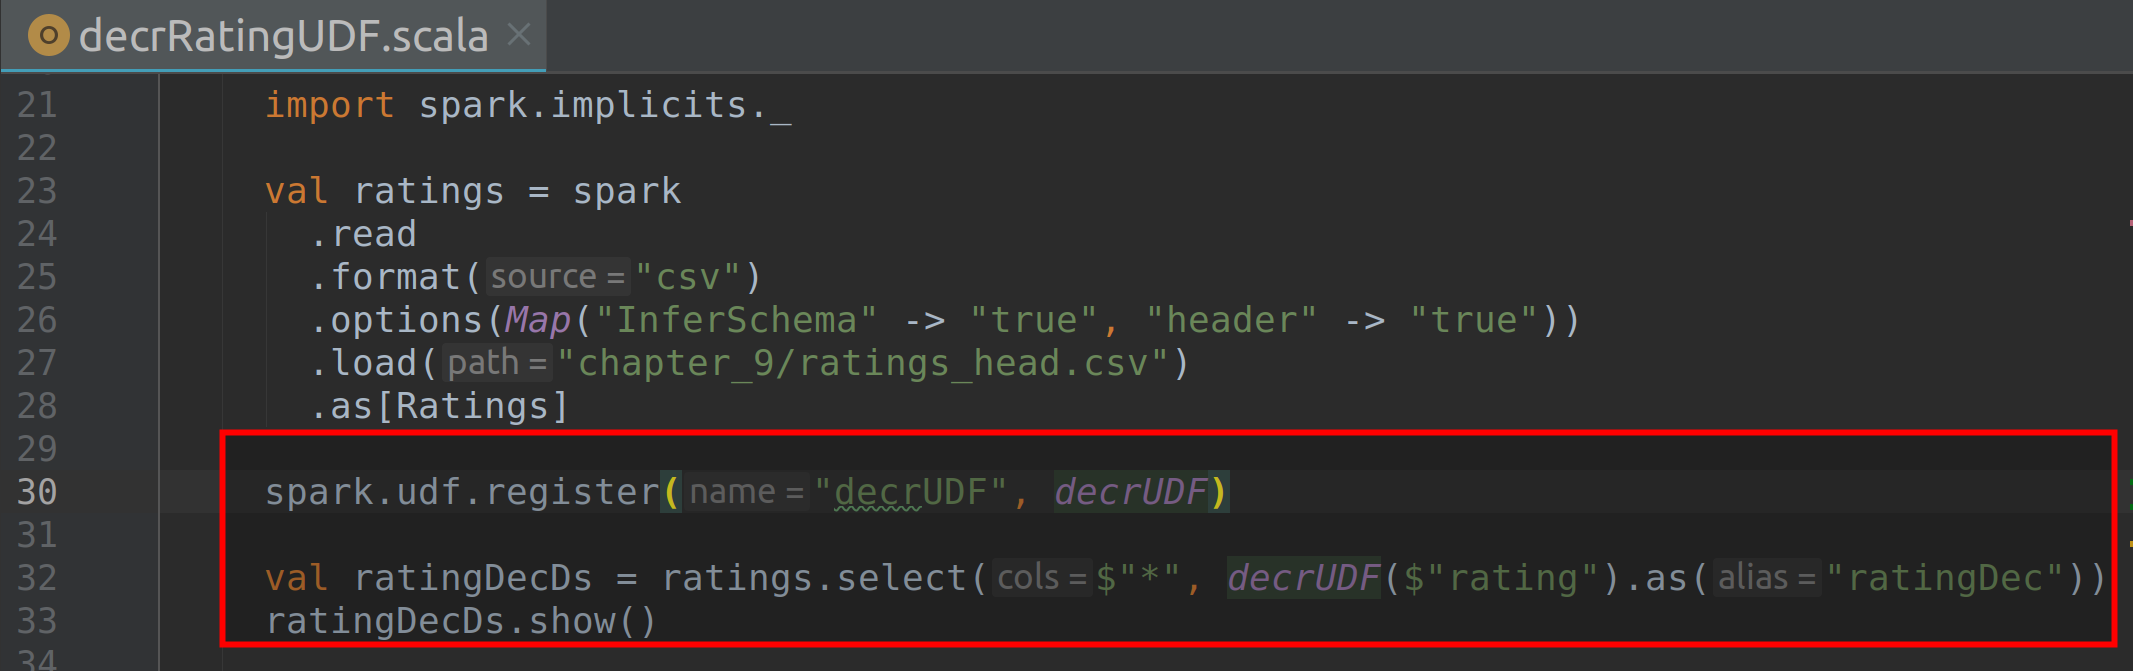 decrRatingUDF.scala
21 import spark.implicits._
22
23 val ratings = spark
24 .read
25 .format( source = "csv")
26 .options(Map("InferSchema" -> "true", "header" -> "true"))
27 .load( path = "chapter_9/ratings_head.csv")
28 .as[Ratings]
29
30 spark.udf.register( name = "decrUDF", decrUDF)
31
32 val ratingDecDs = ratings.select( cols = $"*", decrUDF($"rating").as( alias = "ratingDec"))
33 ratingDecDs.show()
34